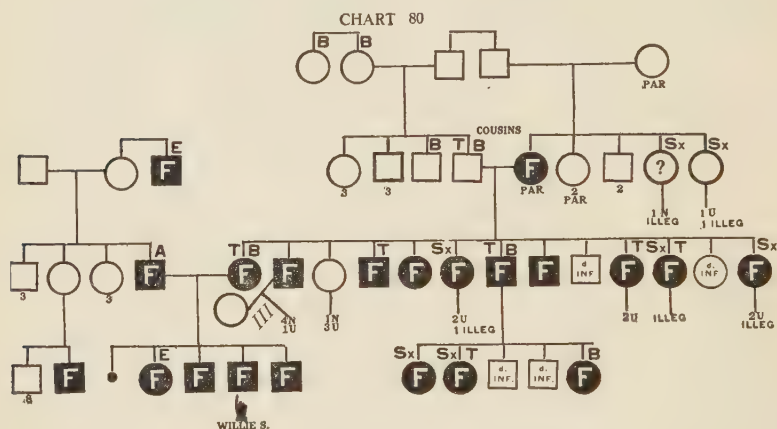 CHART 80
B B
PAR
COUSINS
E
F
B T B Sx Sx
F ?
3 3 PAR 2 2
PAR
1 N 1 U
ILLEG 1 ILLEG
A T B T Sx T B T Sx T Sx
F F F F F F F F d. F F d. F
INF INF
3 3
III 4N 1N 2U 2U ILLEG 2U
1U 3U 1 ILLEG ILLEG
E Sx Sx T B
F F F F F F F d. d. F
INF. INF.
8
WILLIE S.